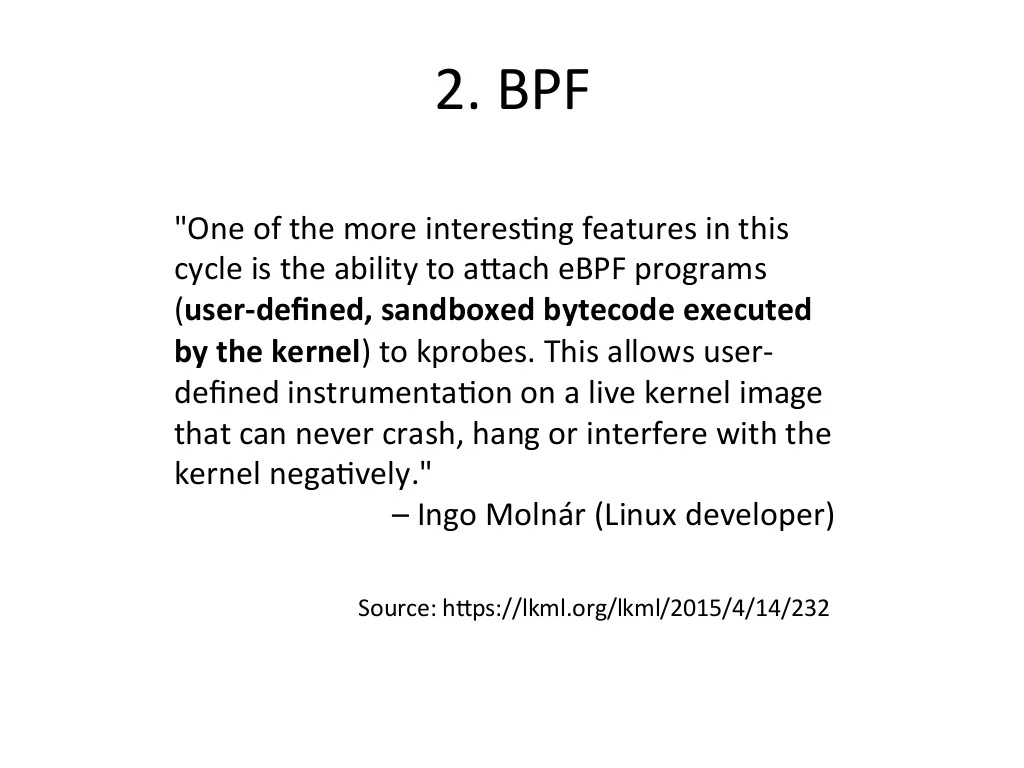 2. BPF
"One of the more interesting features in this
cycle is the ability to attach eBPF programs
(user-defined, sandboxed bytecode executed
by the kernel) to kprobes. This allows user-
defined instrumentation on a live kernel image
that can never crash, hang or interfere with the
kernel negatively."
– Ingo Molnár (Linux developer)
Source: https://lkml.org/lkml/2015/4/14/232